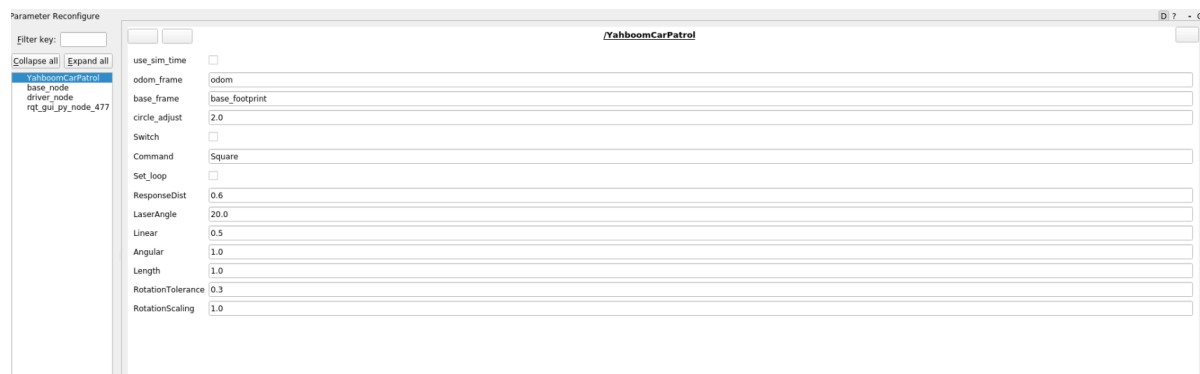 Parameter Reconfigure
D ? -
Filter key:
Collapse all Expand all
YahboomCarPatrol
base_node
driver_node
rqt_gui_py_node_477
/YahboomCarPatrol
use_sim_time
odom_frame odom
base_frame base_footprint
circle_adjust 2.0
Switch
Command Square
Set_loop
ResponseDist 0.6
LaserAngle 20.0
Linear 0.5
Angular 1.0
Length 1.0
RotationTolerance 0.3
RotationScaling 1.0